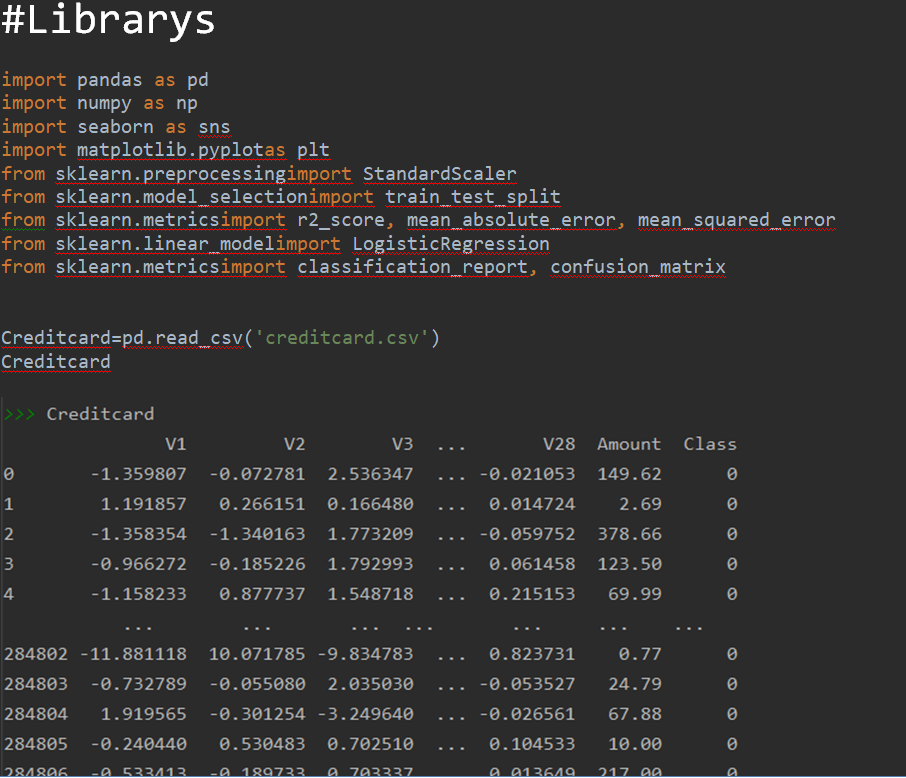 #Librarys
import pandas as pd
import numpy as np
import seaborn as sns
import matplotlib.pyplotas plt
from sklearn.preprocessingimport StandardScaler
from sklearn.model_selectionimport train_test_split
from sklearn.metricsimport r2_score, mean_absolute_error, mean_squared_error
from sklearn.linear_modelimport LogisticRegression
from sklearn.metricsimport classification_report, confusion_matrix
Creditcard=pd.read_csv('creditcard.csv')
Creditcard
>>> Creditcard
V1 V2 V3 ... V28 Amount Class
0 -1.359807 -0.072781 2.536347 ... -0.021053 149.62 0
1 1.191857 0.266151 0.166480 ... 0.014724 2.69 0
2 -1.358354 -1.340163 1.773209 ... -0.059752 378.66 0
3 -0.966272 -0.185226 1.792993 ... 0.061458 123.50 0
4 -1.158233 0.877737 1.548718 ... 0.215153 69.99 0
... ... ... ... ... ... ...
284802 -11.881118 10.071785 -9.834783 ... 0.823731 0.77 0
284803 -0.732789 -0.055080 2.035030 ... -0.053527 24.79 0
284804 1.919565 -0.301254 -3.249640 ... -0.026561 67.88 0
284805 -0.240440 0.530483 0.702510 ... 0.104533 10.00 0
284806 -0.533413 -0.189733 0.703337 ... 0.013649 217.00 0